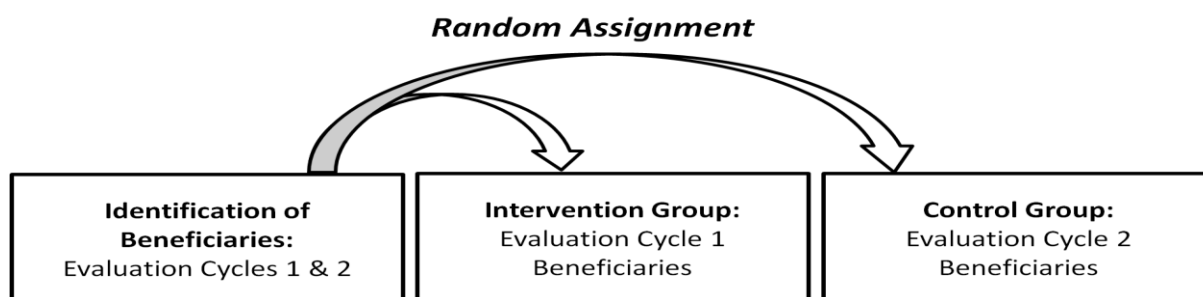 Random Assignment
Identification of
Beneficiaries:
Evaluation Cycles 1 & 2
Intervention Group:
Evaluation Cycle 1
Beneficiaries
Control Group:
Evaluation Cycle 2
Beneficiaries